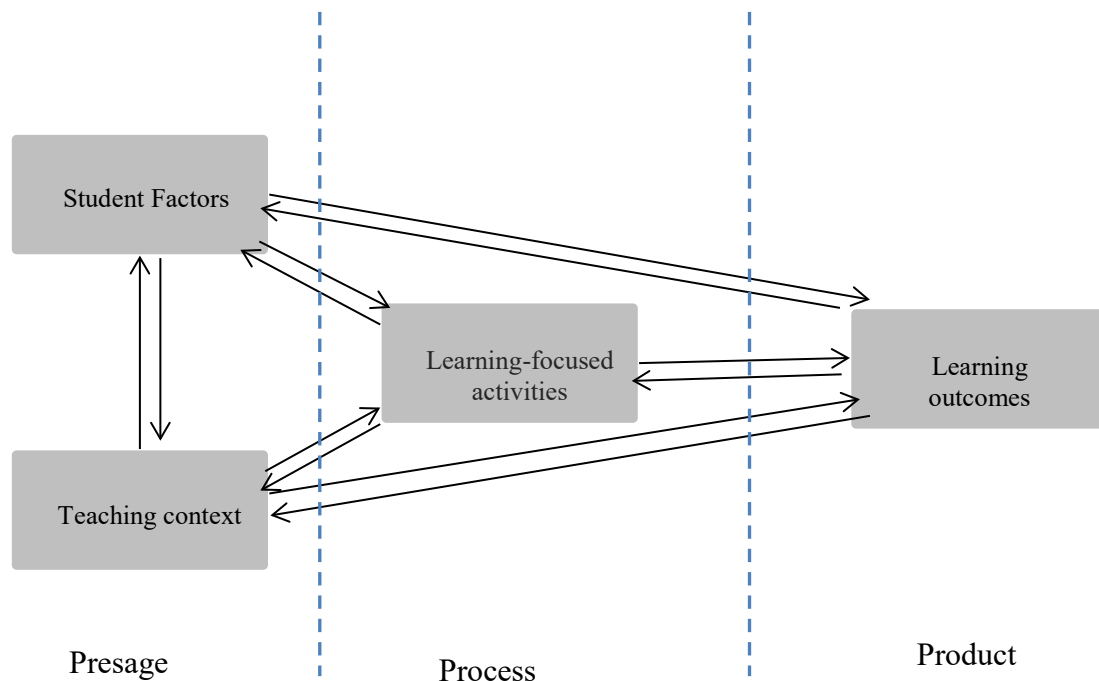 Student Factors
Learning-focused
activities
Learning
outcomes
Teaching context
Presage
Process
Product